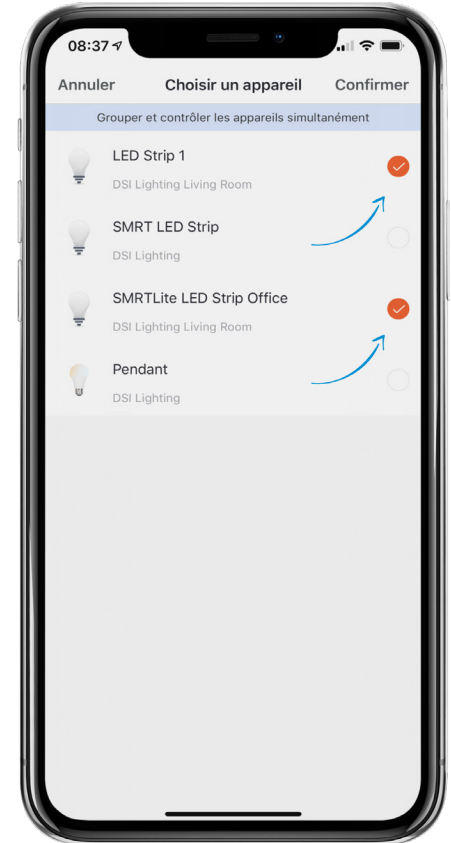 08:37
Annuler Choisir un appareil Confirmer
Grouper et contrôler les appareils simultanément
LED Strip 1
DSI Lighting Living Room
SMRT LED Strip
DSI Lighting
SMRTLite LED Strip Office
DSI Lighting Living Room
Pendant
DSI Lighting